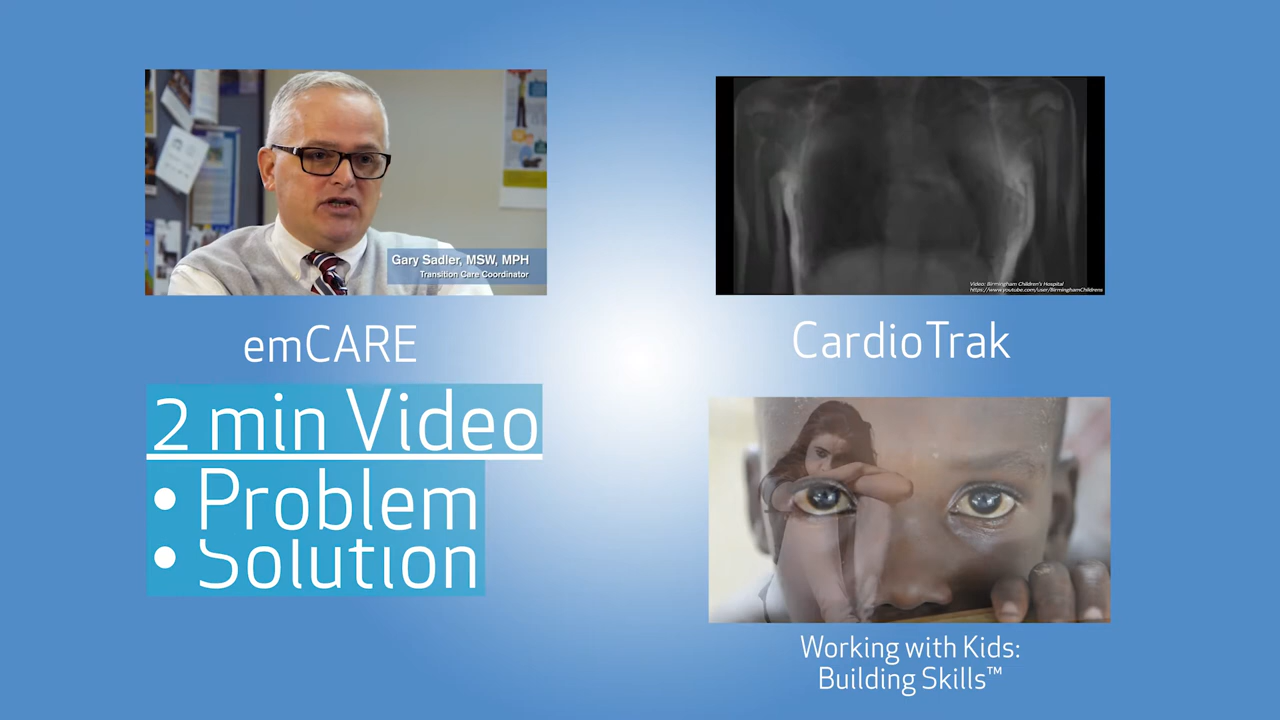 Gary Sadler, MSW, MPH
Transition Care Coordinator
emCARE
2 min Video
• Problem
• Solution
Video: Birmingham Children's Hospital
https://www.youtube.com/user/BirminghamChildrens
CardioTrak
Working with Kids:
Building Skills™